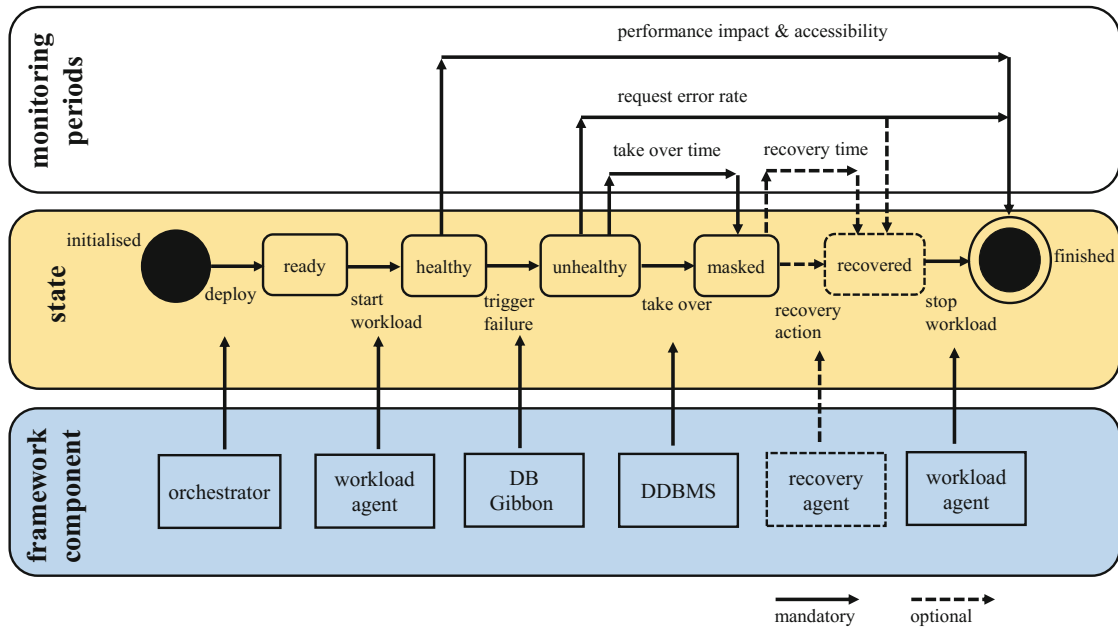 monitoring
periods
performance impact & accessibility
request error rate
take over time
recovery time
state
initialised
ready
healthy
unhealthy
masked
recovered
finished
deploy
start
workload
trigger
failure
take over
recovery
action
stop
workload
framework
component
orchestrator
workload
agent
DB
Gibbon
DDBMS
recovery
agent
workload
agent
mandatory
optional